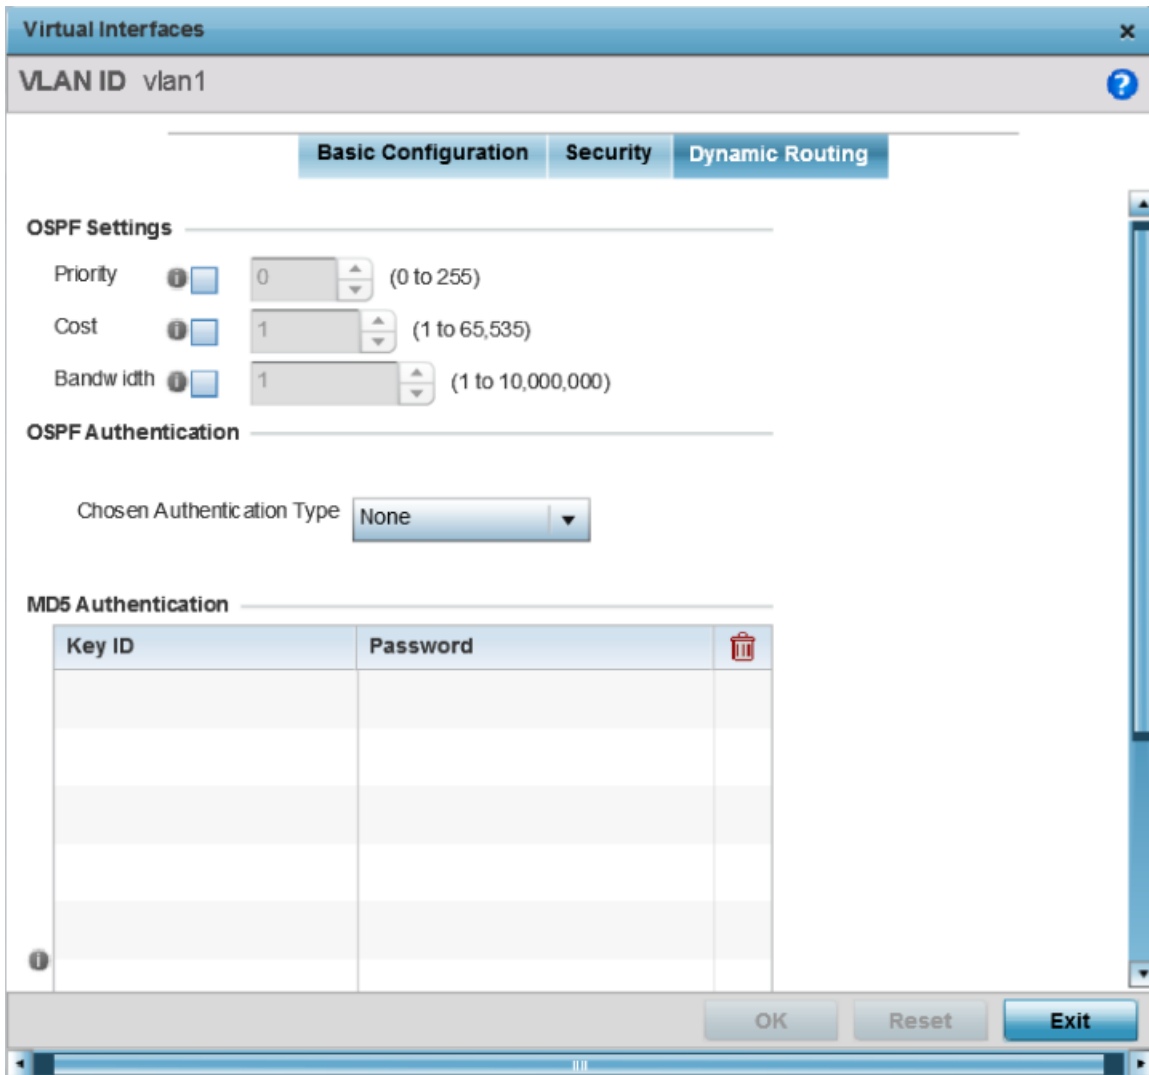 Virtual Interfaces
VLAN ID vlan1
Basic Configuration Security Dynamic Routing
OSPF Settings
Priority 0 (0 to 255)
Cost 1 (1 to 65,535)
Bandwidth 1 (1 to 10,000,000)
OSPF Authentication
Chosen Authentication Type None
MD5 Authentication
Key ID Password
OK Reset Exit